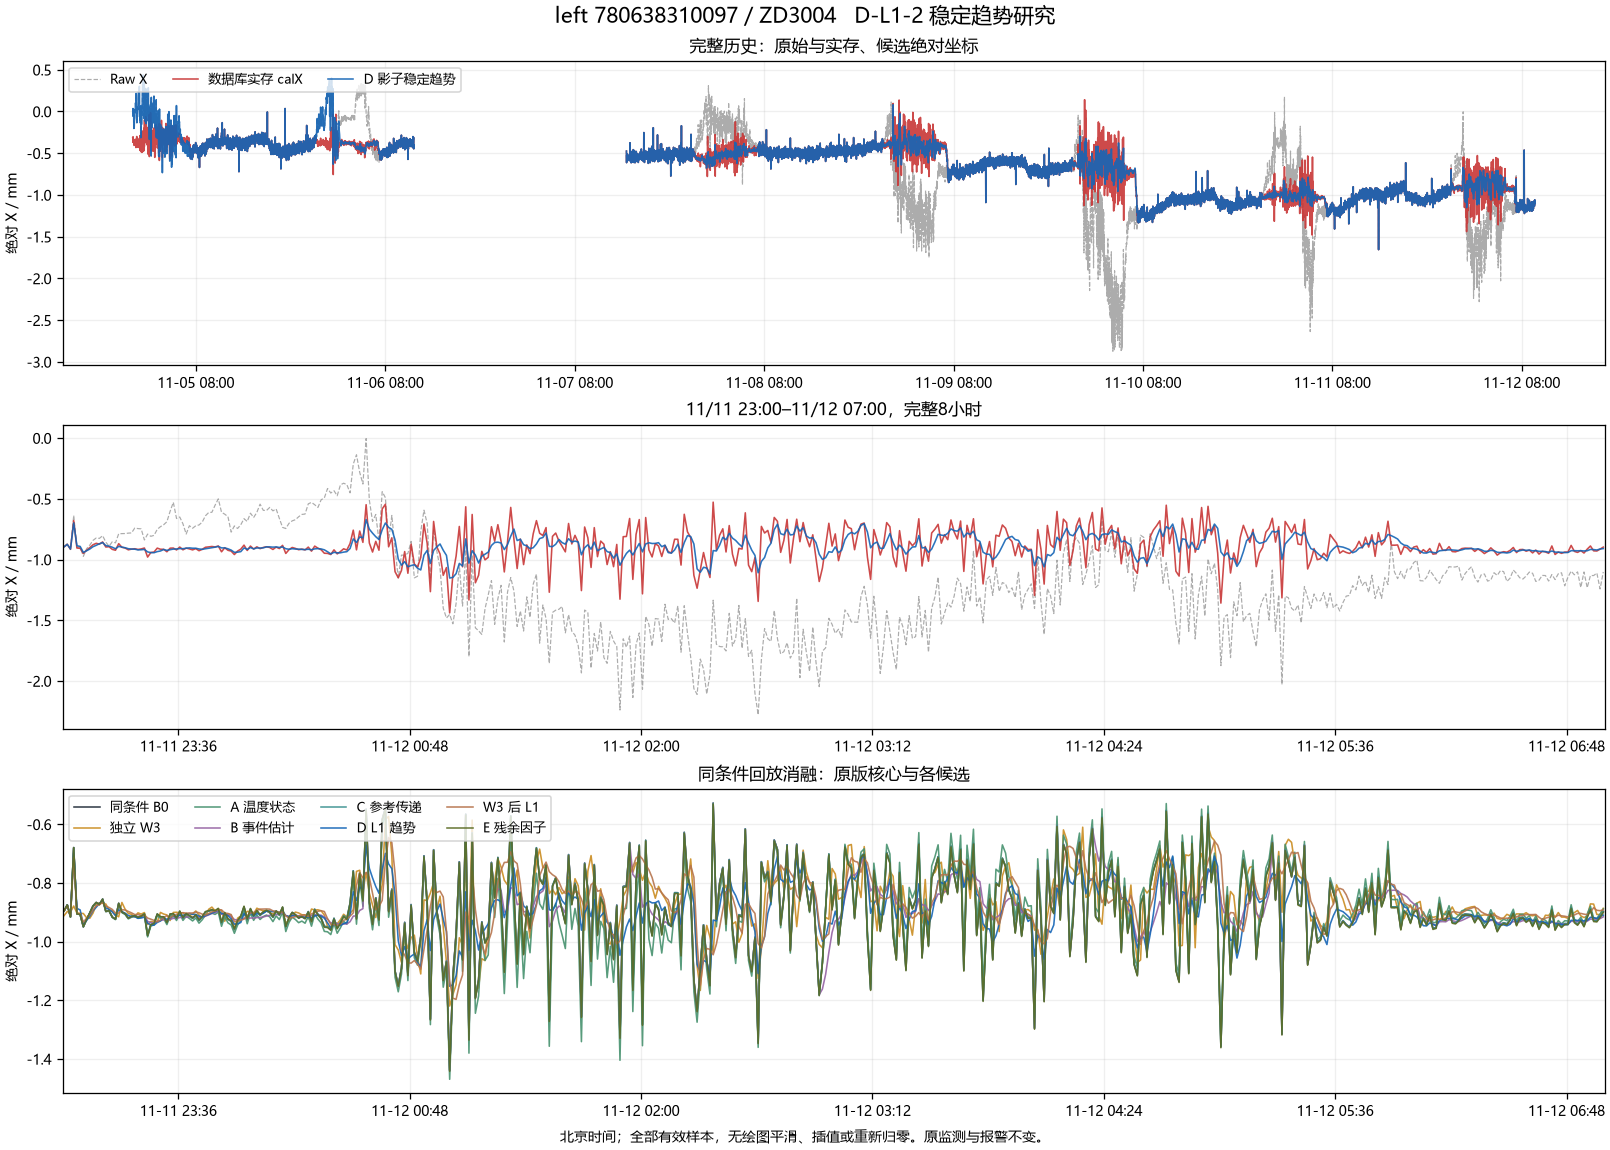 left 780638310097 / ZD3004   D-L1-2 稳定趋势研究
完整历史：原始与实存、候选绝对坐标
Raw X
数据库实存 calX
D 影子稳定趋势
绝对 X / mm
0.5
0.0
-0.5
-1.0
-1.5
-2.0
-2.5
-3.0
11-05 08:00
11-06 08:00
11-07 08:00
11-08 08:00
11-09 08:00
11-10 08:00
11-11 08:00
11-12 08:00
11/11 23:00–11/12 07:00，完整8小时
绝对 X / mm
0.0
-0.5
-1.0
-1.5
-2.0
11-11 23:36
11-12 00:48
11-12 02:00
11-12 03:12
11-12 04:24
11-12 05:36
11-12 06:48
同条件回放消融：原版核心与各候选
同条件 B0
A 温度状态
C 参考传递
W3 后 L1
独立 W3
B 事件估计
D L1 趋势
E 残余因子
绝对 X / mm
-0.6
-0.8
-1.0
-1.2
-1.4
11-11 23:36
11-12 00:48
11-12 02:00
11-12 03:12
11-12 04:24
11-12 05:36
11-12 06:48
北京时间；全部有效样本，无绘图平滑、插值或重新归零。原监测与报警不变。